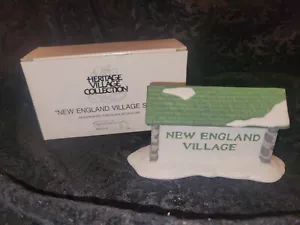 HERITAGE
VILLAGE
COLLECTION
"NEW ENGLAND VILLAGE S
NEW ENGLAND
VILLAGE